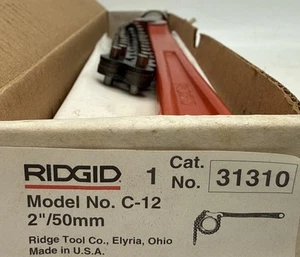 RIDGID 1 Cat. No. 31310
Model No. C-12
2"/50mm
Ridge Tool Co., Elyria, Ohio
Made in U.S.A.